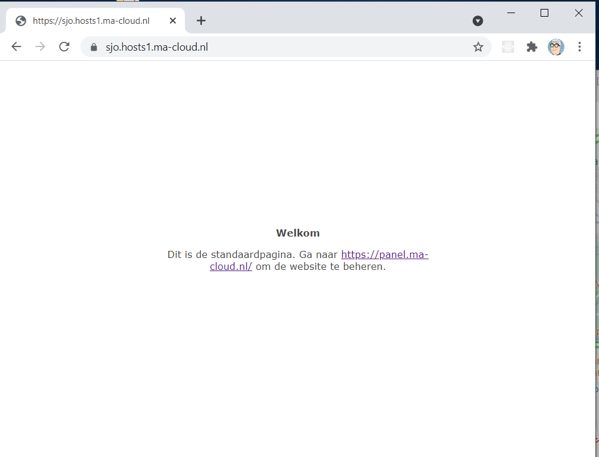 https://sjo.hosts1.ma-cloud.nl
sjo.hosts1.ma-cloud.nl
Welkom
Dit is de standaardpagina. Ga naar https://panel.ma-
cloud.nl/ om de website te beheren.